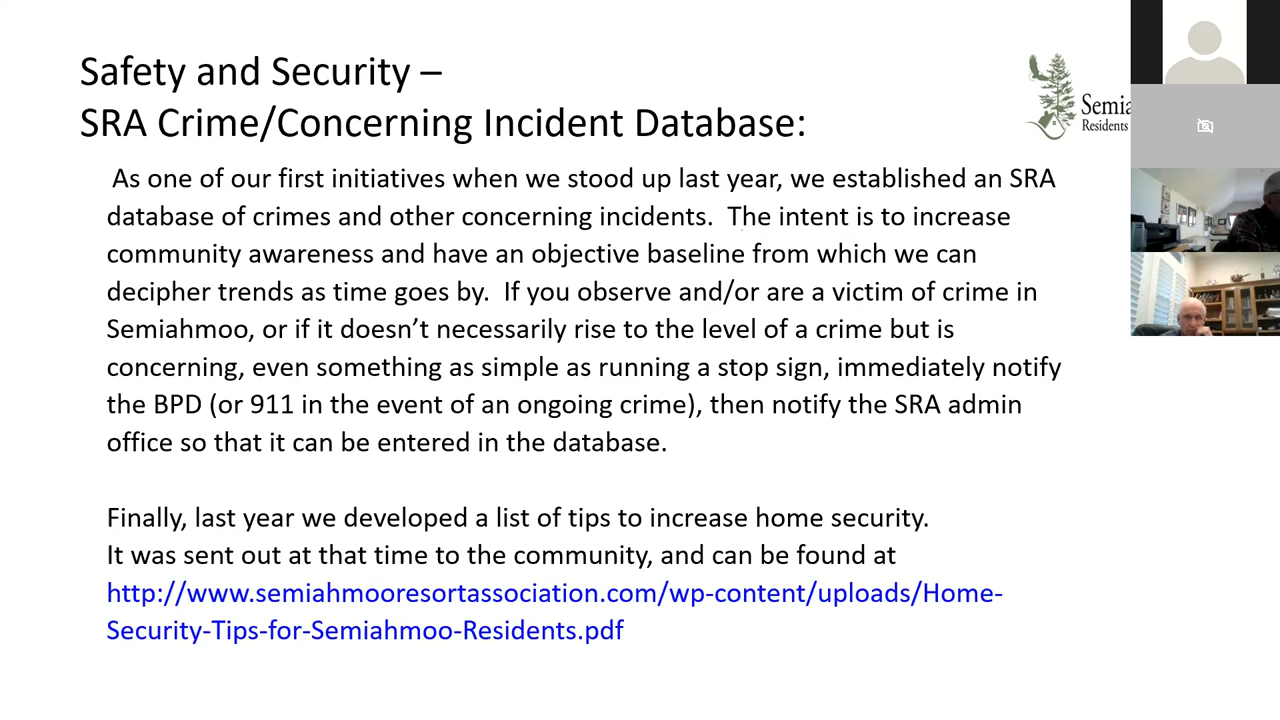 Safety and Security –
SRA Crime/Concerning Incident Database:
Semia
Residents
As one of our first initiatives when we stood up last year, we established an SRA
database of crimes and other concerning incidents.  The intent is to increase
community awareness and have an objective baseline from which we can
decipher trends as time goes by.  If you observe and/or are a victim of crime in
Semiahmoo, or if it doesn’t necessarily rise to the level of a crime but is
concerning, even something as simple as running a stop sign, immediately notify
the BPD (or 911 in the event of an ongoing crime), then notify the SRA admin
office so that it can be entered in the database.
Finally, last year we developed a list of tips to increase home security.
It was sent out at that time to the community, and can be found at
http://www.semiahmooresortassociation.com/wp-content/uploads/Home-
Security-Tips-for-Semiahmoo-Residents.pdf